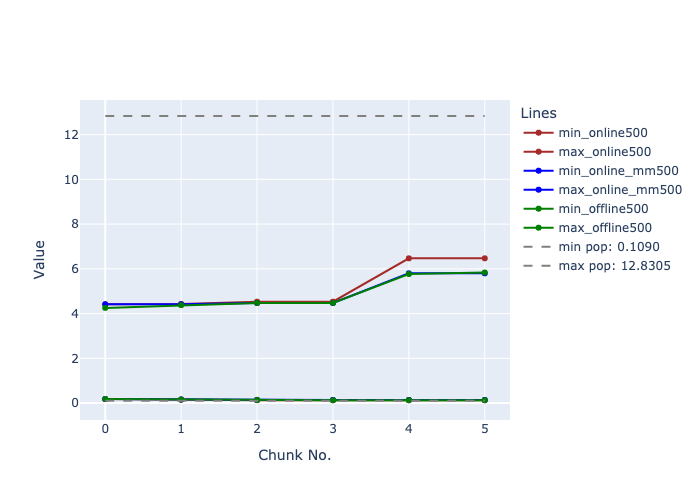 Lines
min_online500
max_online500
min_online_mm500
max_online_mm500
min_offline500
max_offline500
min pop: 0.1090
max pop: 12.8305
Value
12
10
8
6
4
2
0
0 1 2 3 4 5
Chunk No.